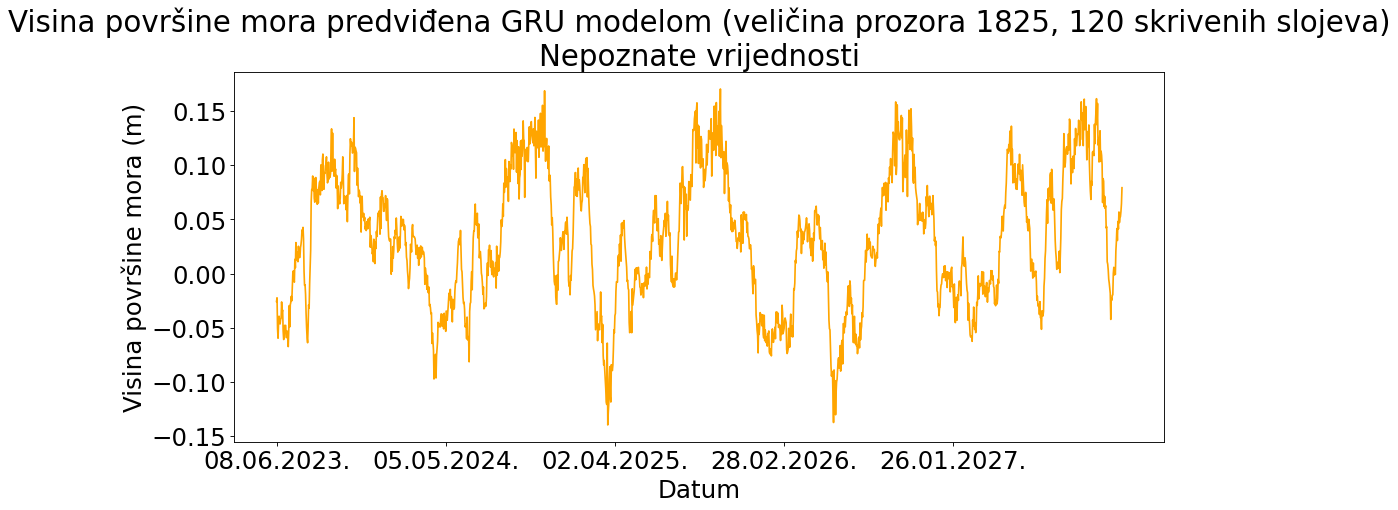 Visina površine mora predviđena GRU modelom (veličina prozora 1825, 120 skrivenih slojeva)
Nepoznate vrijednosti
Visina površine mora (m)
0.15
0.10
0.05
0.00
−0.05
−0.10
−0.15
08.06.2023. 05.05.2024. 02.04.2025. 28.02.2026. 26.01.2027.
Datum